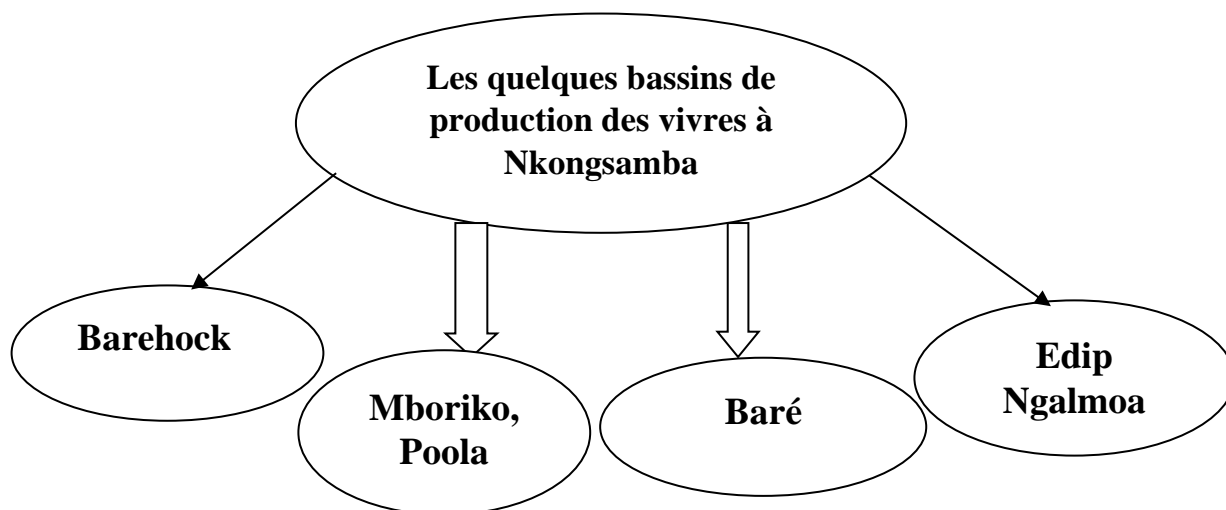 Les quelques bassins de
production des vivres à
Nkongsamba
Barehock
Mboriko,
Poola
Baré
Edip
Ngalmoa